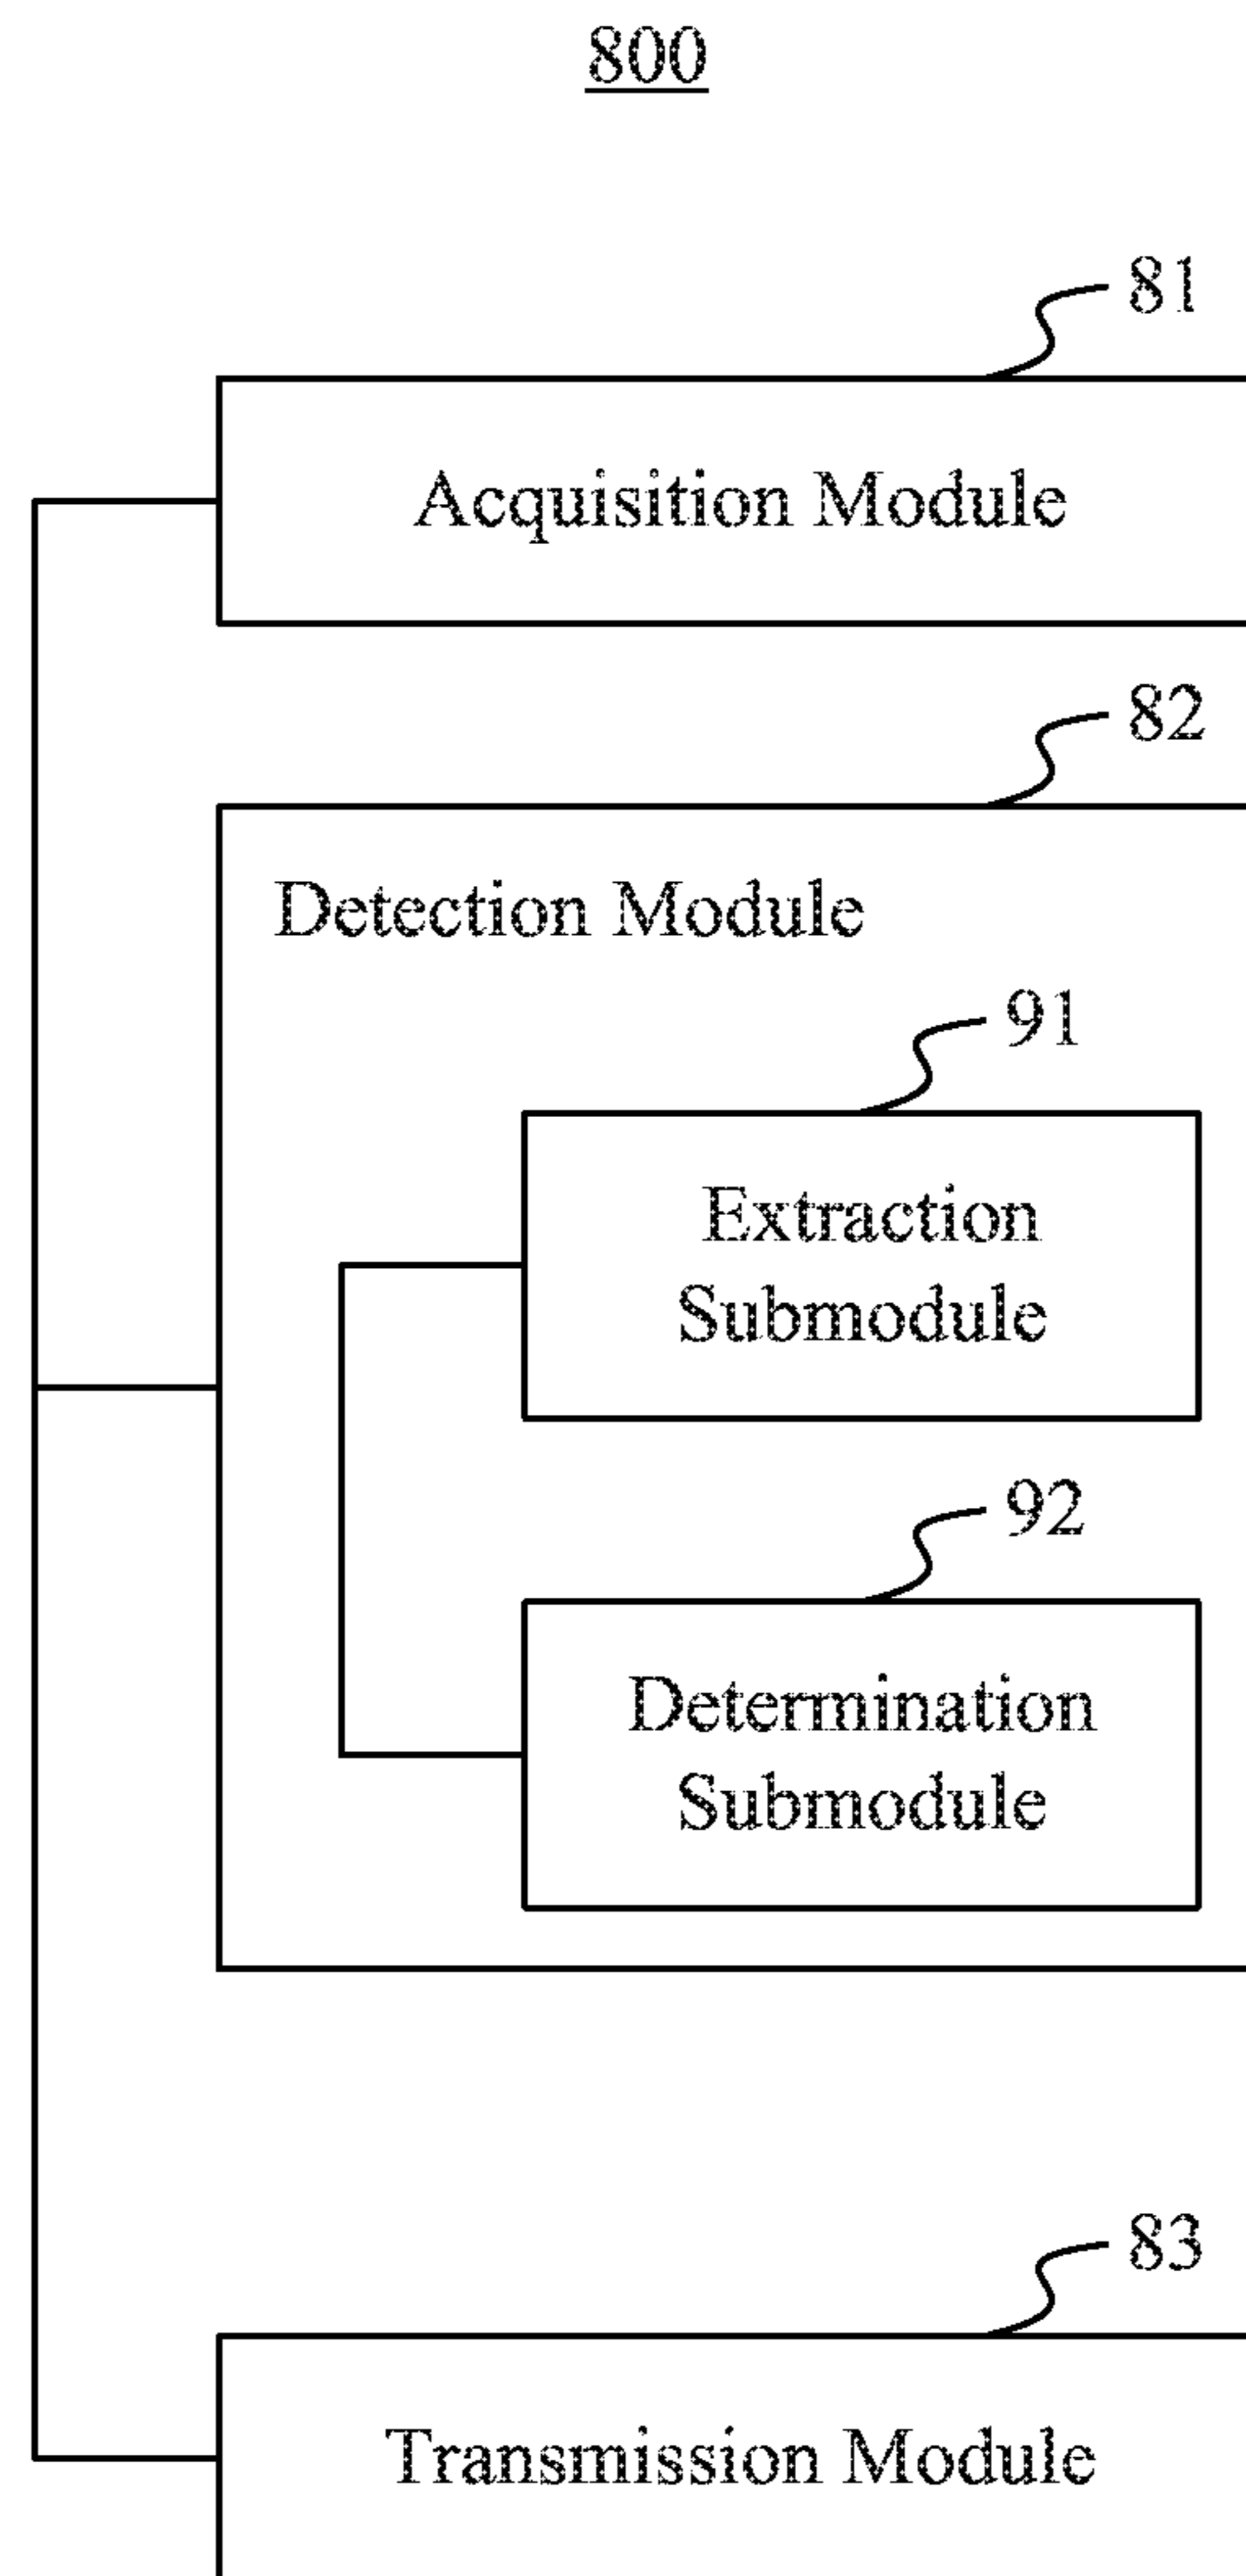 800
81
Acquisition Module
82
Detection Module
91
Extraction
Submodule
92
Determination
Submodule
83
Transmission Module